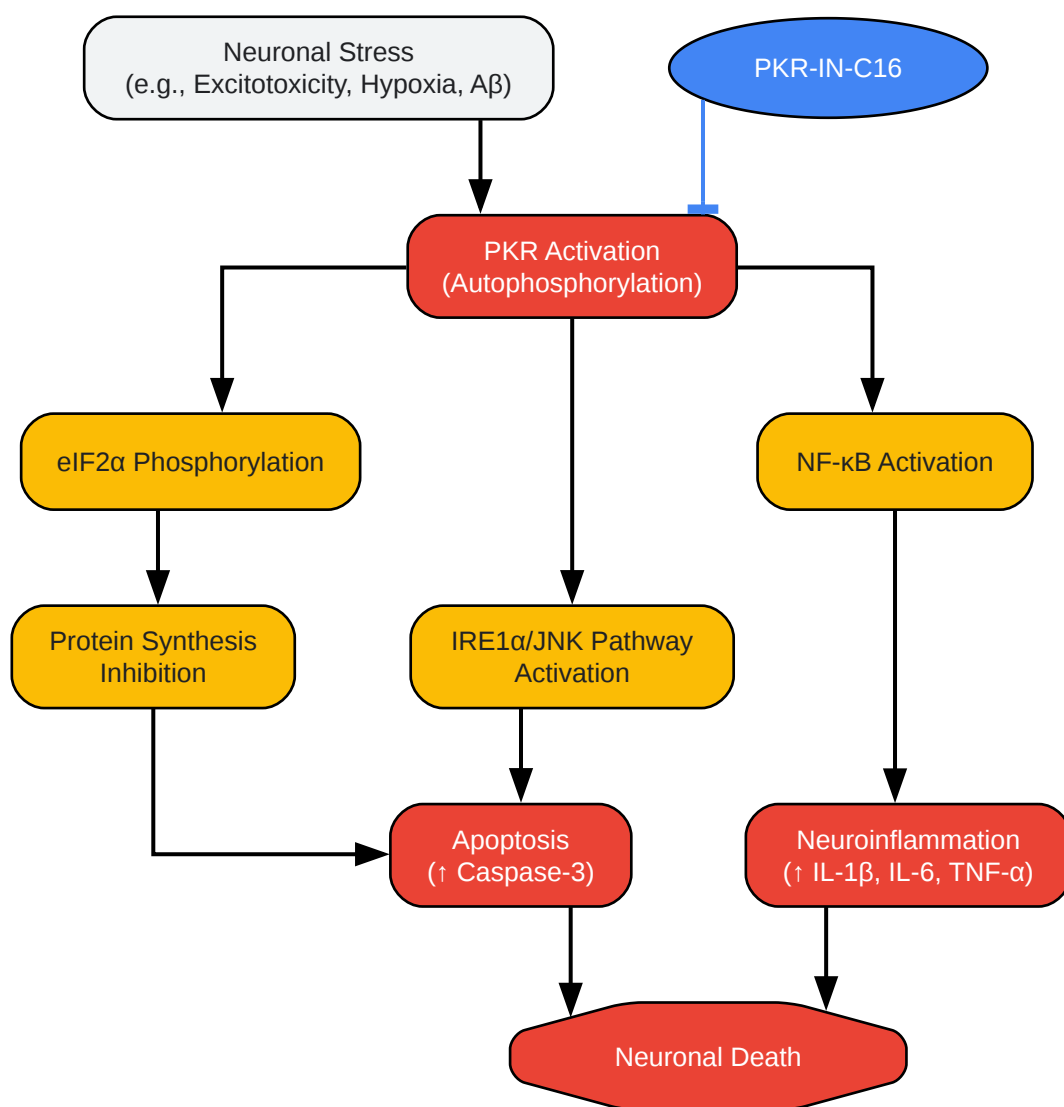 Neuronal Stress
(e.g., Excitotoxicity, Hypoxia, Aβ)
PKR-IN-C16
PKR Activation
(Autophosphorylation)
eIF2α Phosphorylation
NF-κB Activation
Protein Synthesis
Inhibition
IRE1α/JNK Pathway
Activation
Apoptosis
(↑ Caspase-3)
Neuroinflammation
(↑ IL-1β, IL-6, TNF-α)
Neuronal Death